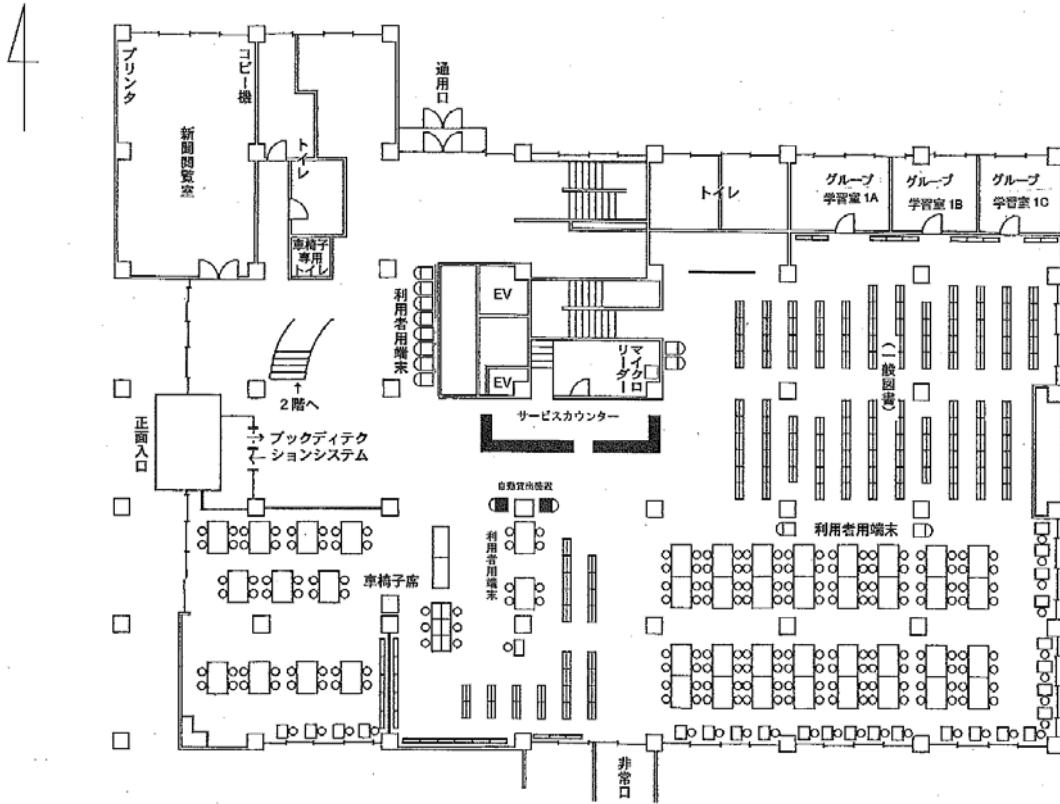 プリンタ
コピー機
新聞閲覧室
トイレ
車椅子
専用
トイレ
通用口
トイレ
グループ
学習室 1A
グループ
学習室 1B
グループ
学習室 1C
利用者用端末
EV
EV
マイクロ
リーダー
(一般図書)
2階へ
正面入口
ブックディテク
ションシステム
サービスカウンター
自動貸出装置
利用者用端末
利用者用端末
車椅子席
非常口